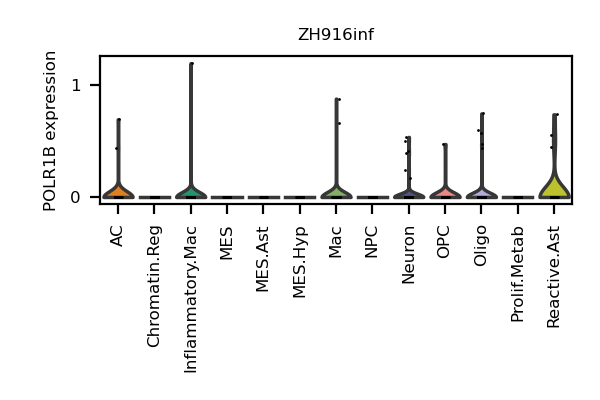 ZH916inf
POLR1B expression
1
0
AC
Chromatin.Reg
Inflammatory.Mac
MES
MES.Ast
MES.Hyp
Mac
NPC
Neuron
OPC
Oligo
Prolif.Metab
Reactive.Ast